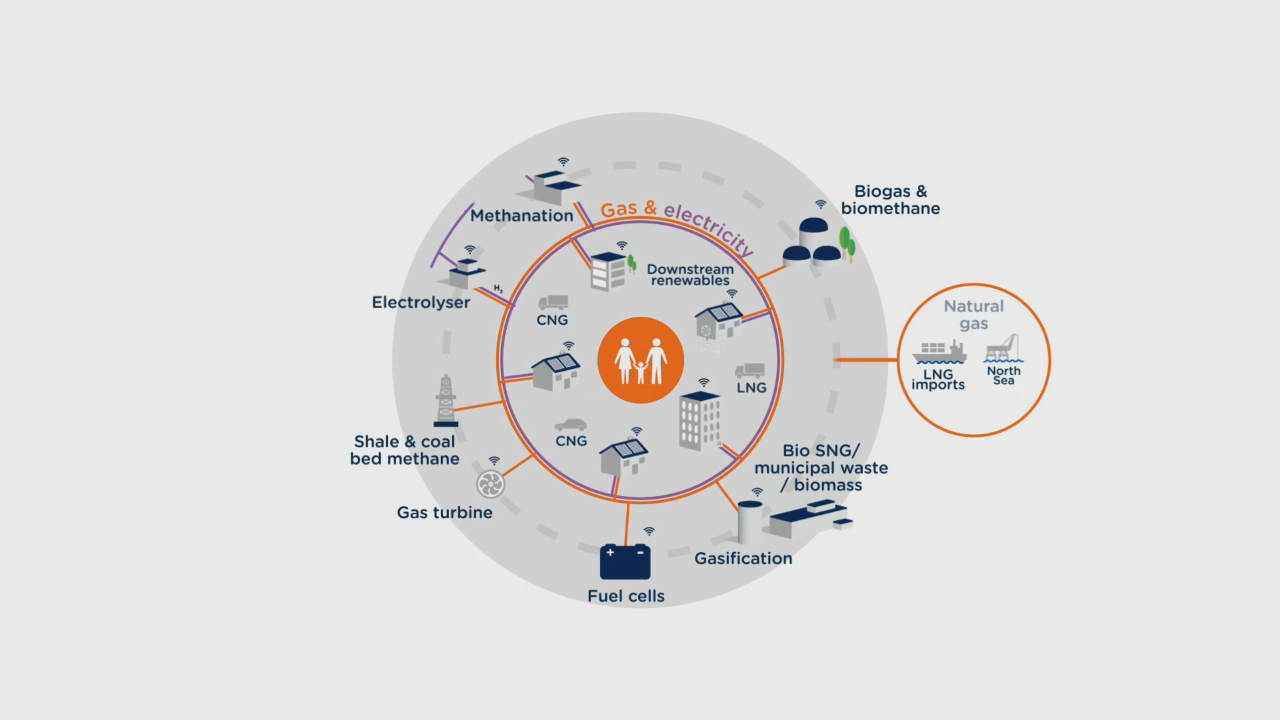 Methanation
Gas & electricity
Biogas &
biomethane
Electrolyser
H₂
Downstream
renewables
CNG
LNG
CNG
Natural
gas
LNG
imports
North
Sea
Shale & coal
bed methane
Gas turbine
Bio SNG/
municipal waste
/ biomass
Gasification
+ -
Fuel cells